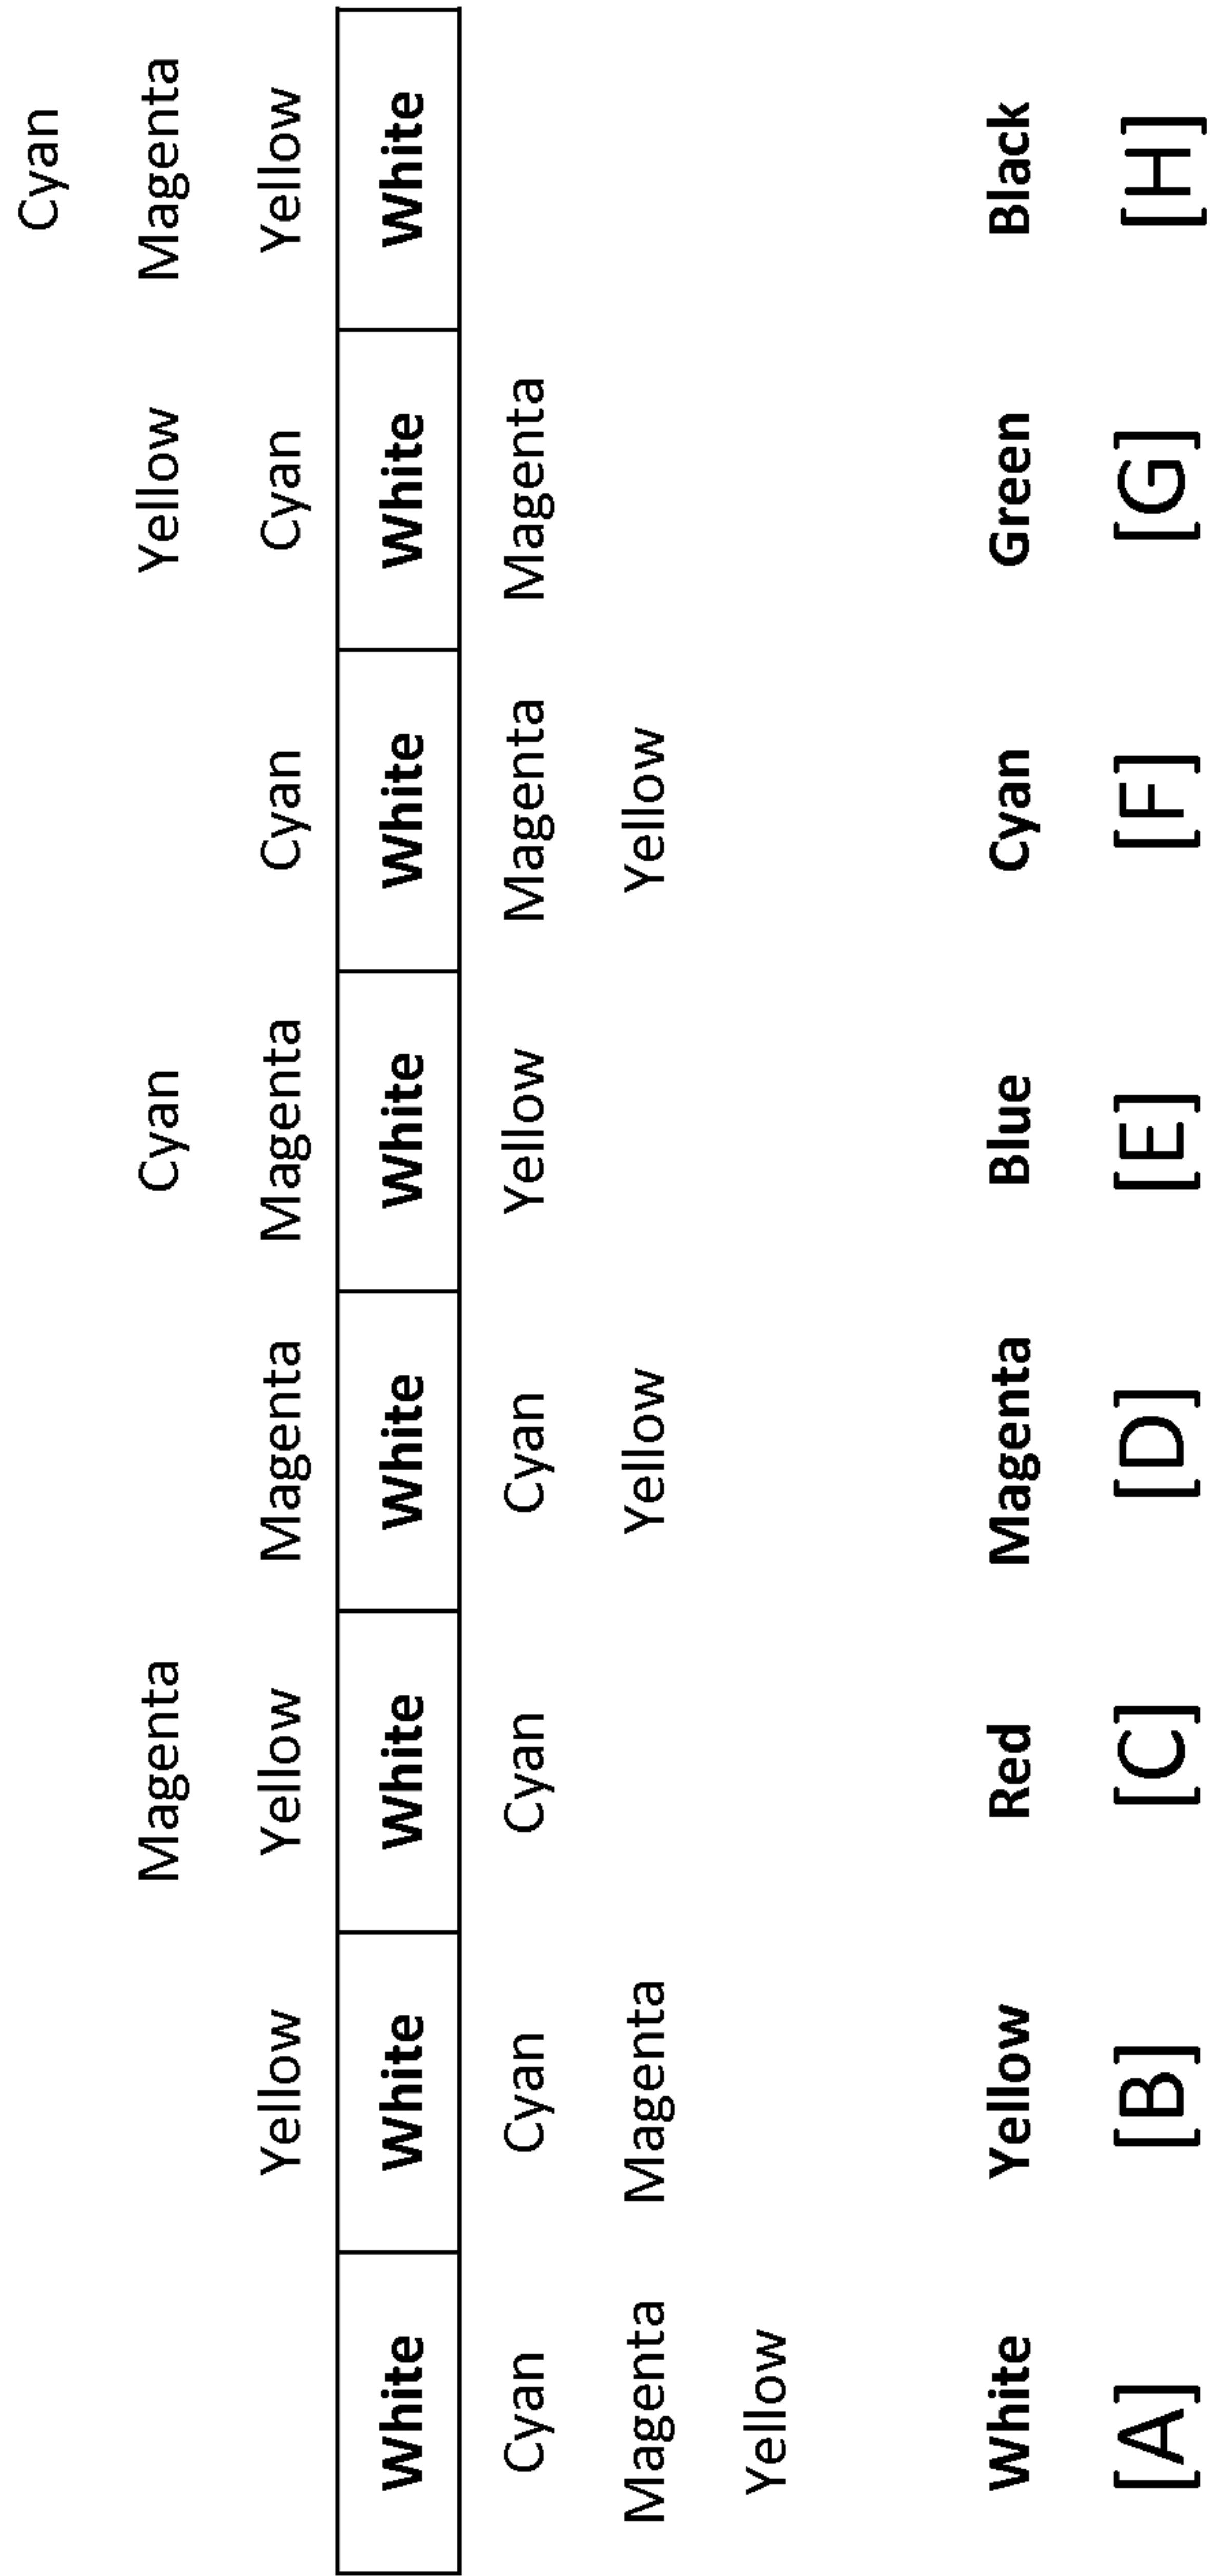 Cyan
Magenta Cyan Yellow Magenta
Yellow Yellow Magenta Magenta Cyan Cyan Yellow
White White White White White White White White
Cyan Cyan Cyan Cyan Yellow Magenta Magenta
Magenta Magenta Yellow Yellow
Yellow
White Yellow Red Magenta Blue Cyan Green Black
[A] [B] [C] [D] [E] [F] [G] [H]